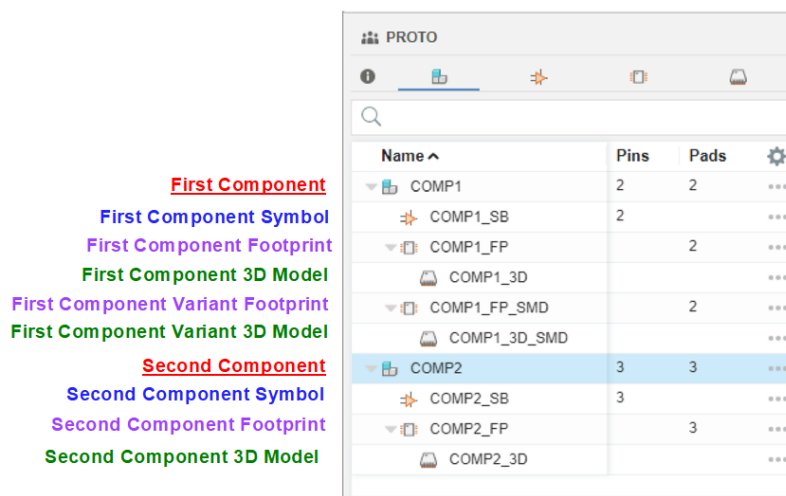 PROTO
Name Pins Pads
First Component COMP1 2 2
First Component Symbol COMP1_SB 2
First Component Footprint COMP1_FP 2
First Component 3D Model COMP1_3D
First Component Variant Footprint COMP1_FP_SMD 2
First Component Variant 3D Model COMP1_3D_SMD
Second Component COMP2 3 3
Second Component Symbol COMP2_SB 3
Second Component Footprint COMP2_FP 3
Second Component 3D Model COMP2_3D